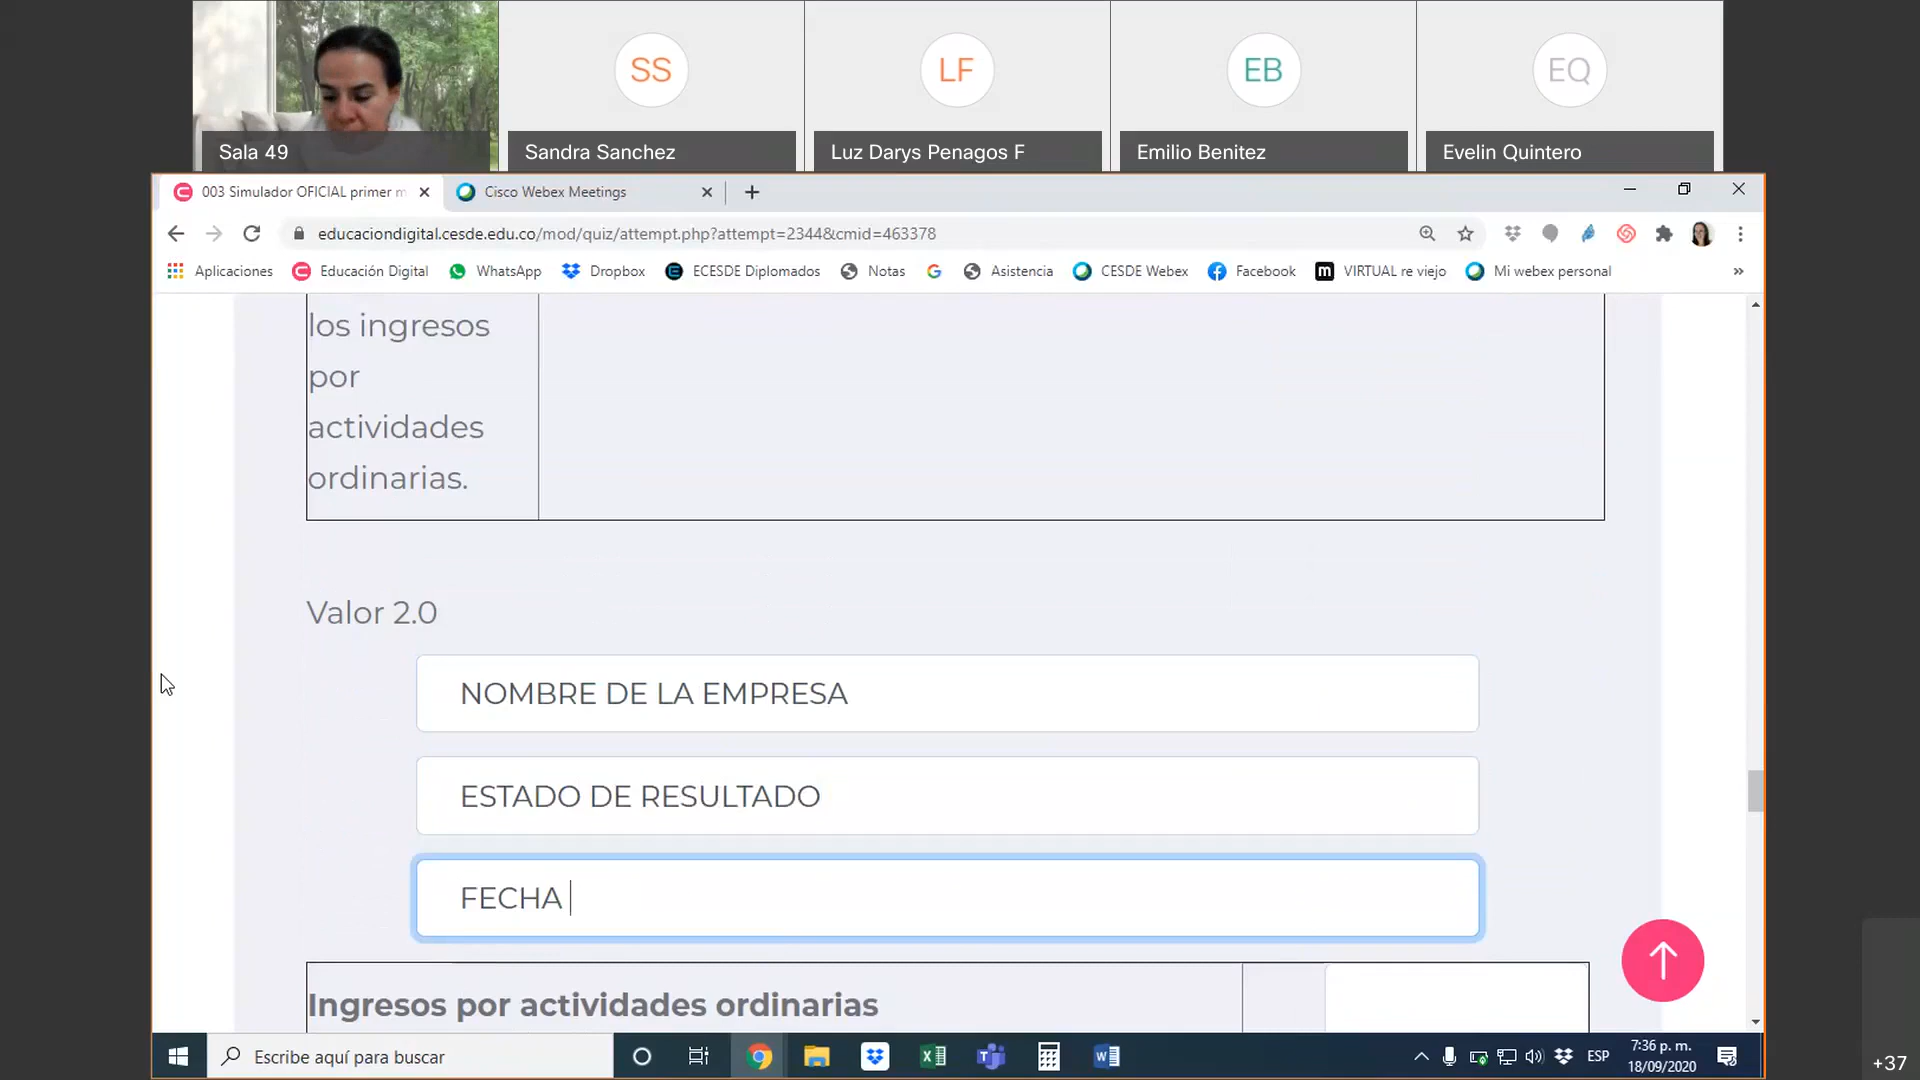 SS
LF
EB
EQ
Sala 49
Sandra Sanchez
Luz Darys Penagos F
Emilio Benitez
Evelin Quintero
003 Simulador OFICIAL primer m
Cisco Webex Meetings
educaciondigital.cesde.edu.co/mod/quiz/attempt.php?attempt=2344&cmid=463378
Aplicaciones
Educación Digital
WhatsApp
Dropbox
ECESDE Diplomados
Notas
Asistencia
CESDE Webex
Facebook
VIRTUAL re viejo
Mi webex personal
»
los ingresos
por
actividades
ordinarias.
Valor 2.0
NOMBRE DE LA EMPRESA
ESTADO DE RESULTADO
FECHA
Ingresos por actividades ordinarias
Escribe aquí para buscar
ESP
7:36 p. m.
18/09/2020
+37